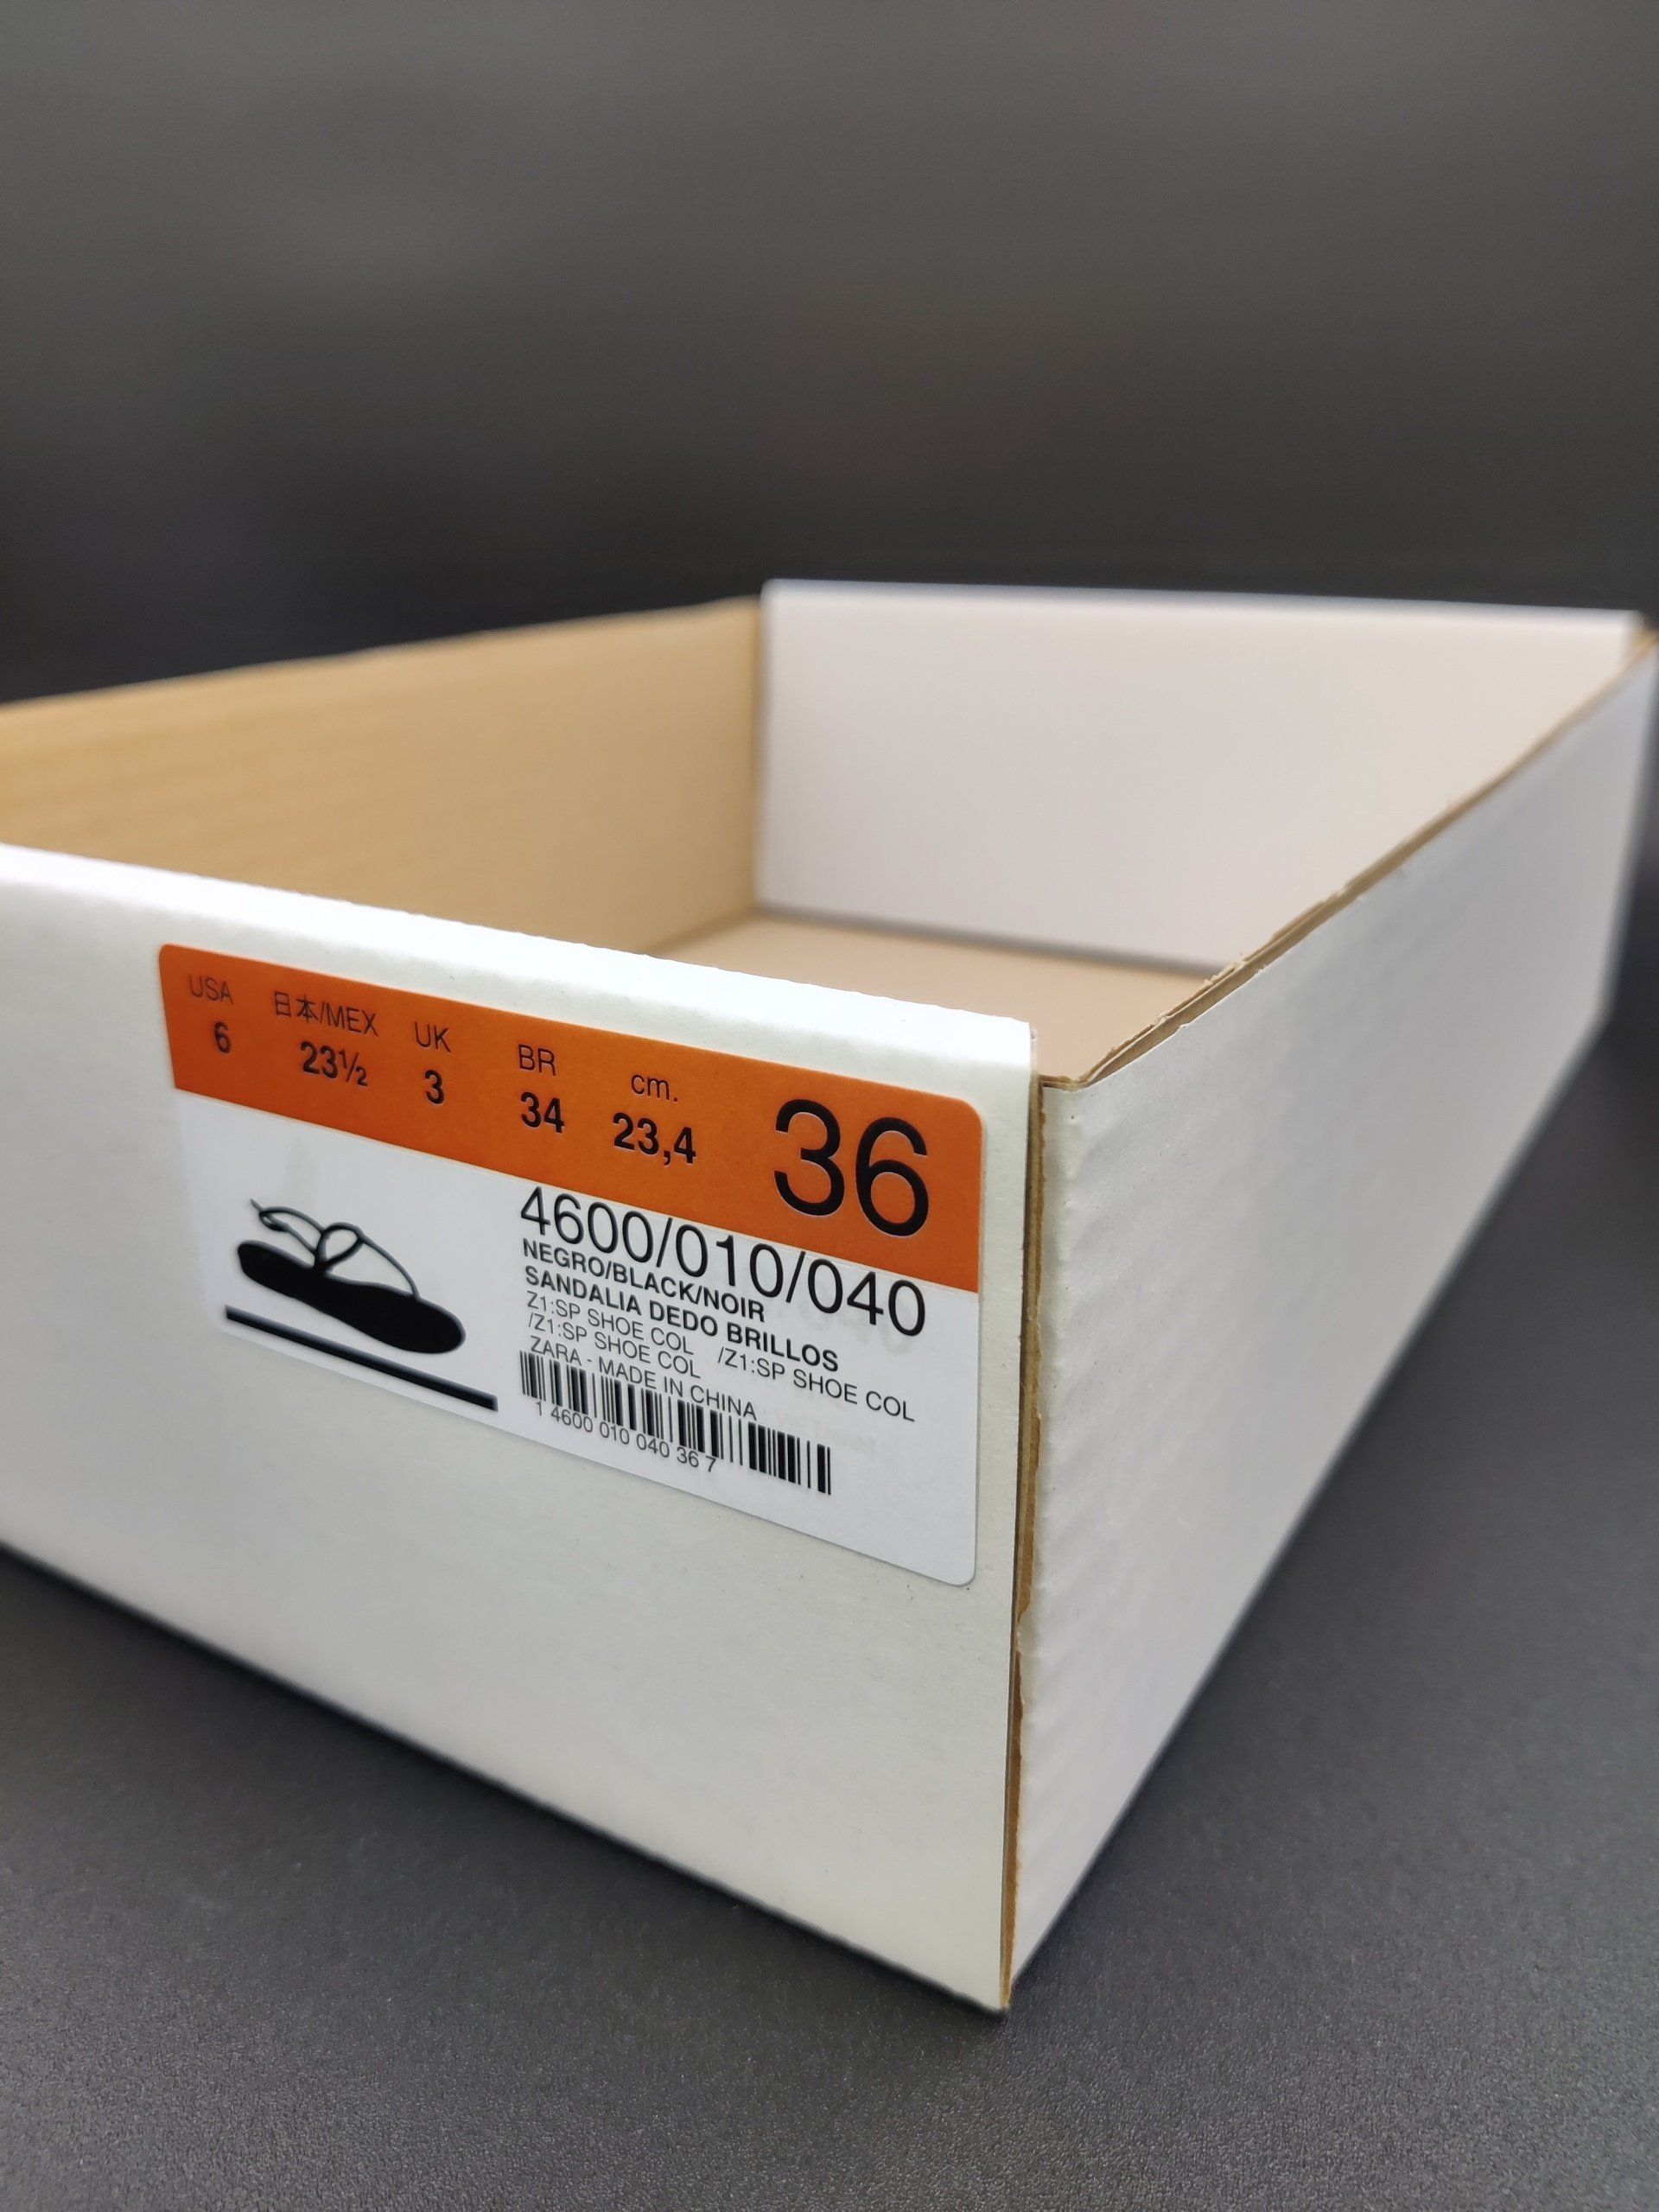 USA 日本/MEX UK BR cm.
6 23½ 3 34 23,4 36
4600/010/040
NEGRO/BLACK/NOIR
SANDALIA DEDO BRILLOS
Z1:SP SHOE COL /Z1:SP SHOE COL
/Z1:SP SHOE COL
ZARA - MADE IN CHINA
1 4600 010 040 36 7